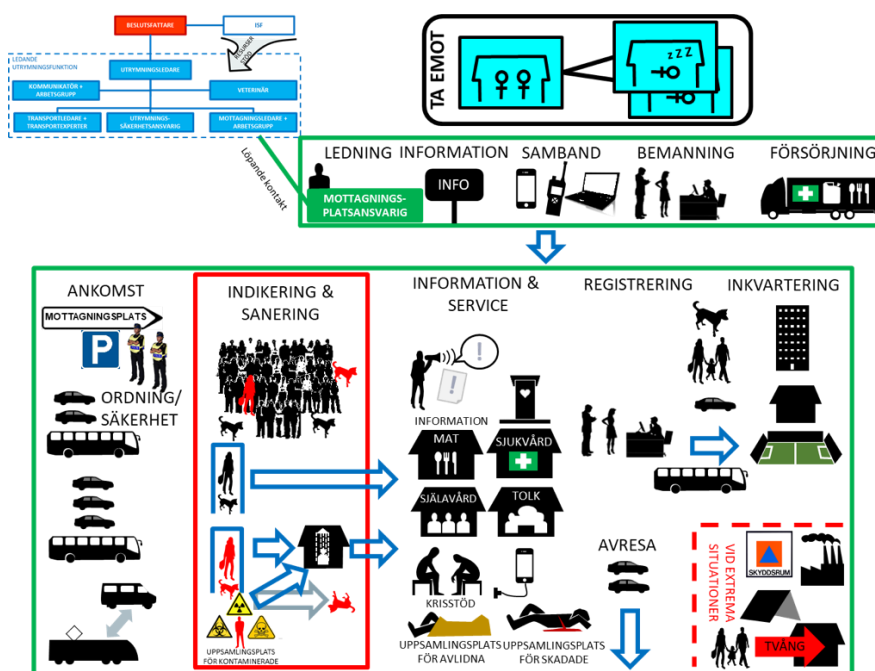 BESLUTSFATTARE
ISF
RESURSER
STÖD
LEDANDE
UTRYMNINGSFUNKTION
UTRYMNINGSLEDARE
KOMMUNIKATÖR +
ARBETSGRUPP
VETERINÄR
TRANSPORTLEDARE +
TRANSPORTEXPERTER
UTRYMNINGS-
SÄKERHETSANSVARIG
MOTTAGNINGSLEDARE +
ARBETSGRUPP
Löpande kontakt
TA EMOT
z z z
LEDNING
INFORMATION
SAMBAND
BEMANNING
FÖRSÖRJNING
MOTTAGNINGS-
PLATSANSVARIG
INFO
ANKOMST
MOTTAGNINGSPLATS
P
ORDNING/
SÄKERHET
INDIKERING &
SANERING
UPPSAMLINGSPLATS
FÖR KONTAMINERADE
INFORMATION &
SERVICE
!
!
INFORMATION
MAT
SJUKVÅRD
SJÄLAVÅRD
TOLK
KRISSTÖD
UPPSAMLINGSPLATS
FÖR AVLIDNA
UPPSAMLINGSPLATS
FÖR SKADADE
REGISTRERING
AVRESA
INKVARTERING
VID EXTREMA
SITUATIONER
SKYDDSRUM
TVÅNG